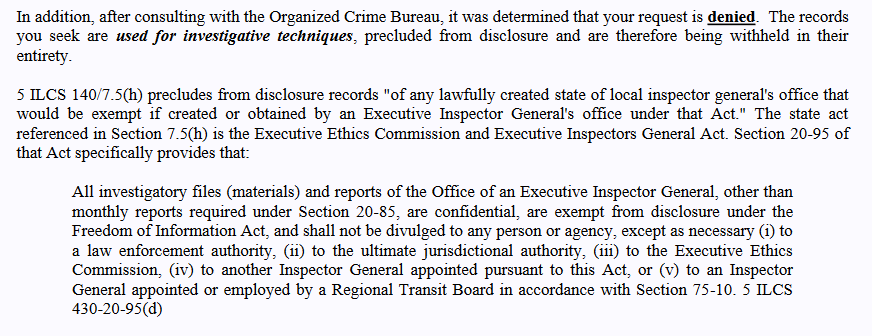 In addition, after consulting with the Organized Crime Bureau, it was determined that your request is denied. The records
you seek are used for investigative techniques, precluded from disclosure and are therefore being withheld in their
entirety.
5 ILCS 140/7.5(h) precludes from disclosure records "of any lawfully created state of local inspector general's office that
would be exempt if created or obtained by an Executive Inspector General's office under that Act." The state act
referenced in Section 7.5(h) is the Executive Ethics Commission and Executive Inspectors General Act. Section 20-95 of
that Act specifically provides that:
All investigatory files (materials) and reports of the Office of an Executive Inspector General, other than
monthly reports required under Section 20-85, are confidential, are exempt from disclosure under the
Freedom of Information Act, and shall not be divulged to any person or agency, except as necessary (i) to
a law enforcement authority, (ii) to the ultimate jurisdictional authority, (iii) to the Executive Ethics
Commission, (iv) to another Inspector General appointed pursuant to this Act, or (v) to an Inspector
General appointed or employed by a Regional Transit Board in accordance with Section 75-10. 5 ILCS
430-20-95(d)